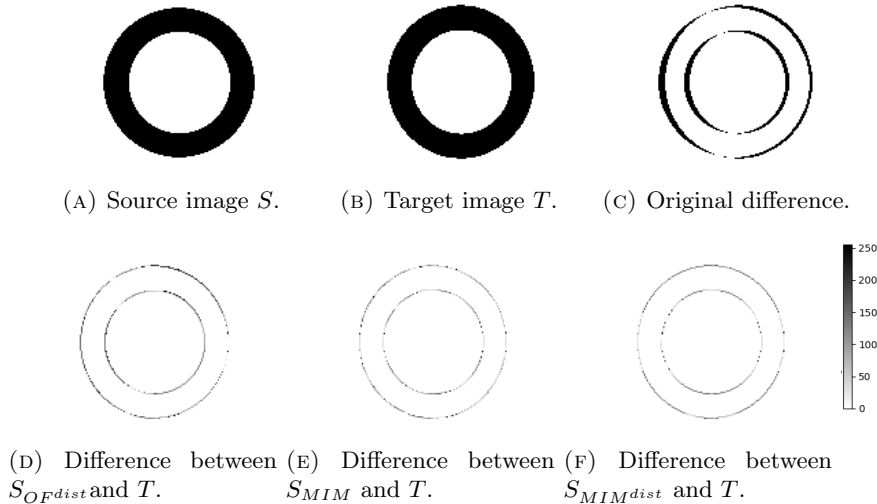 (A) Source image S.
(B) Target image T.
(C) Original difference.
250
200
150
100
50
0
(D) Difference between S_{OF^{dist}} and T.
(E) Difference between S_{MIM} and T.
(F) Difference between S_{MIM^{dist}} and T.